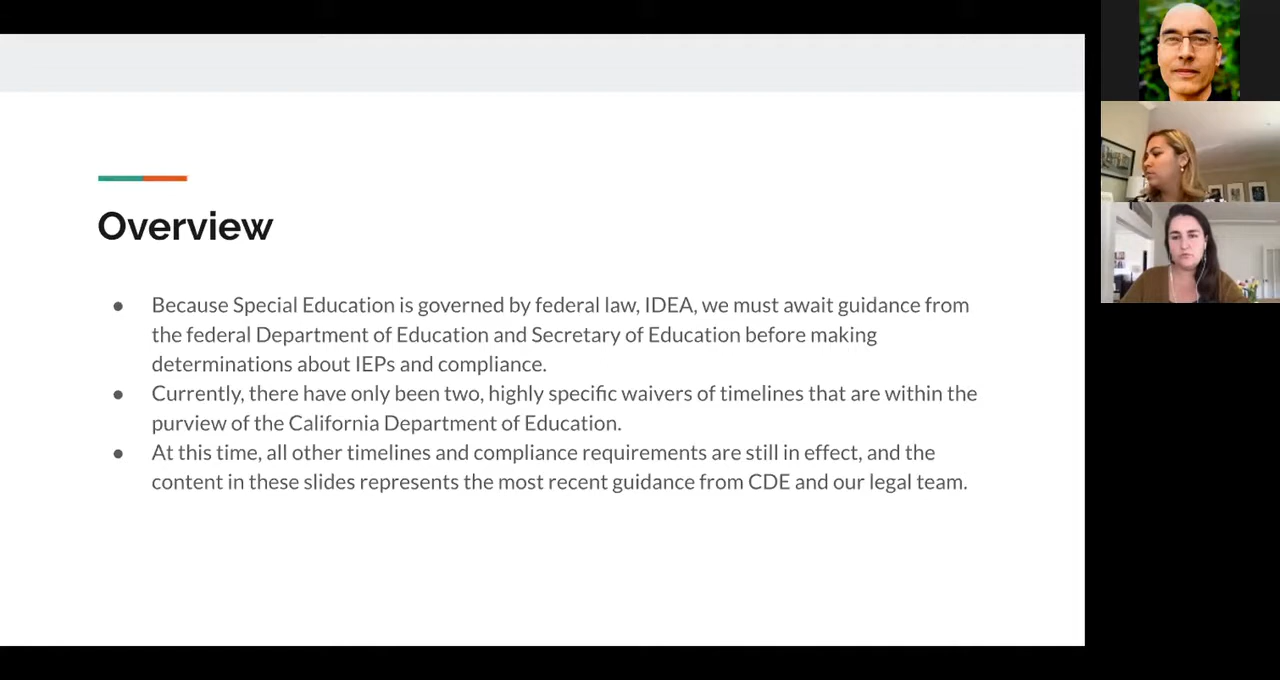 Overview
● Because Special Education is governed by federal law, IDEA, we must await guidance from
the federal Department of Education and Secretary of Education before making
determinations about IEPs and compliance.
● Currently, there have only been two, highly specific waivers of timelines that are within the
purview of the California Department of Education.
● At this time, all other timelines and compliance requirements are still in effect, and the
content in these slides represents the most recent guidance from CDE and our legal team.